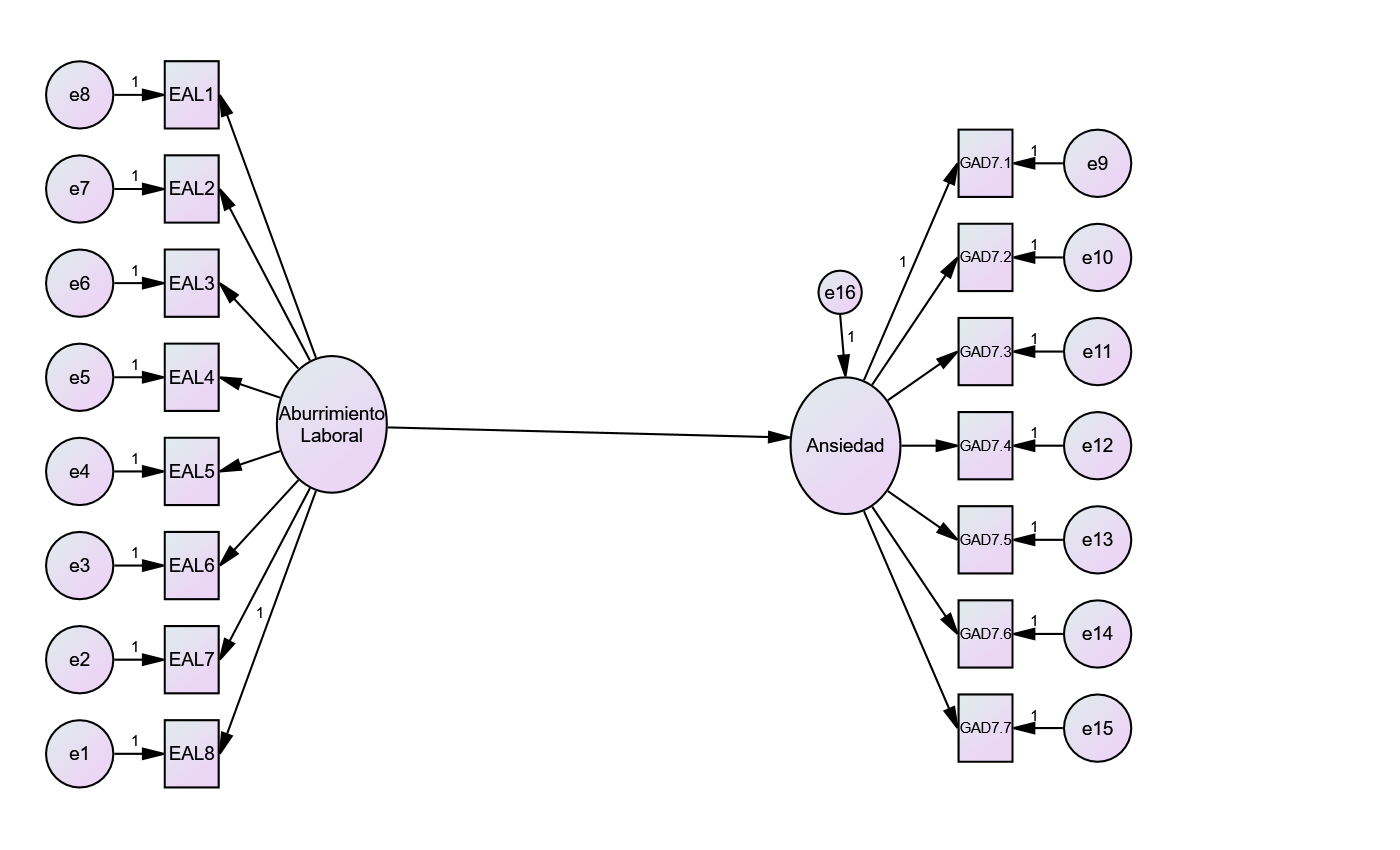 e8 1 EAL1
e7 1 EAL2
e6 1 EAL3
e5 1 EAL4
e4 1 EAL5
e3 1 EAL6
e2 1 EAL7
e1 1 EAL8
1
Aburrimiento
Laboral
e16
1
Ansiedad
1
GAD7.1 1 e9
GAD7.2 1 e10
GAD7.3 1 e11
GAD7.4 1 e12
GAD7.5 1 e13
GAD7.6 1 e14
GAD7.7 1 e15